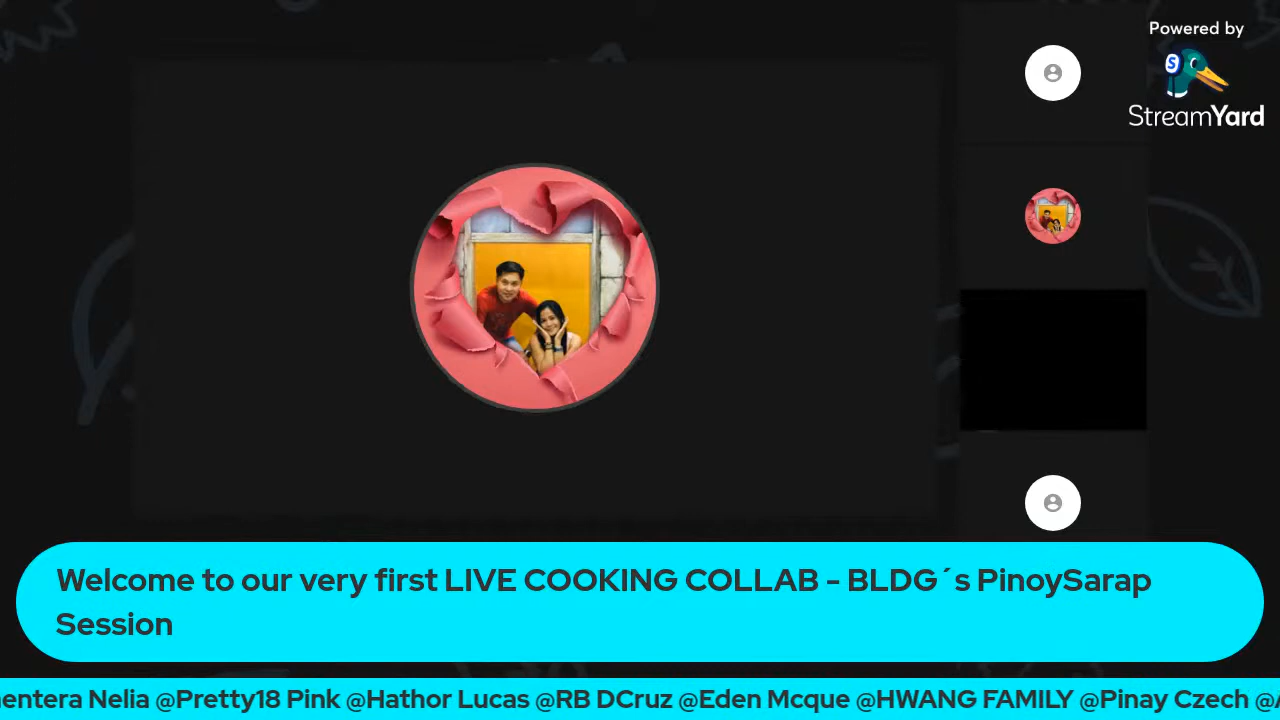 Powered by
S
StreamYard
Welcome to our very first LIVE COOKING COLLAB - BLDG´s PinoySarap
Session
Nelia @Pretty18 Pink @Hathor Lucas @RB DCruz @Eden Mcque @HWANG FAMILY @Pinay Czech